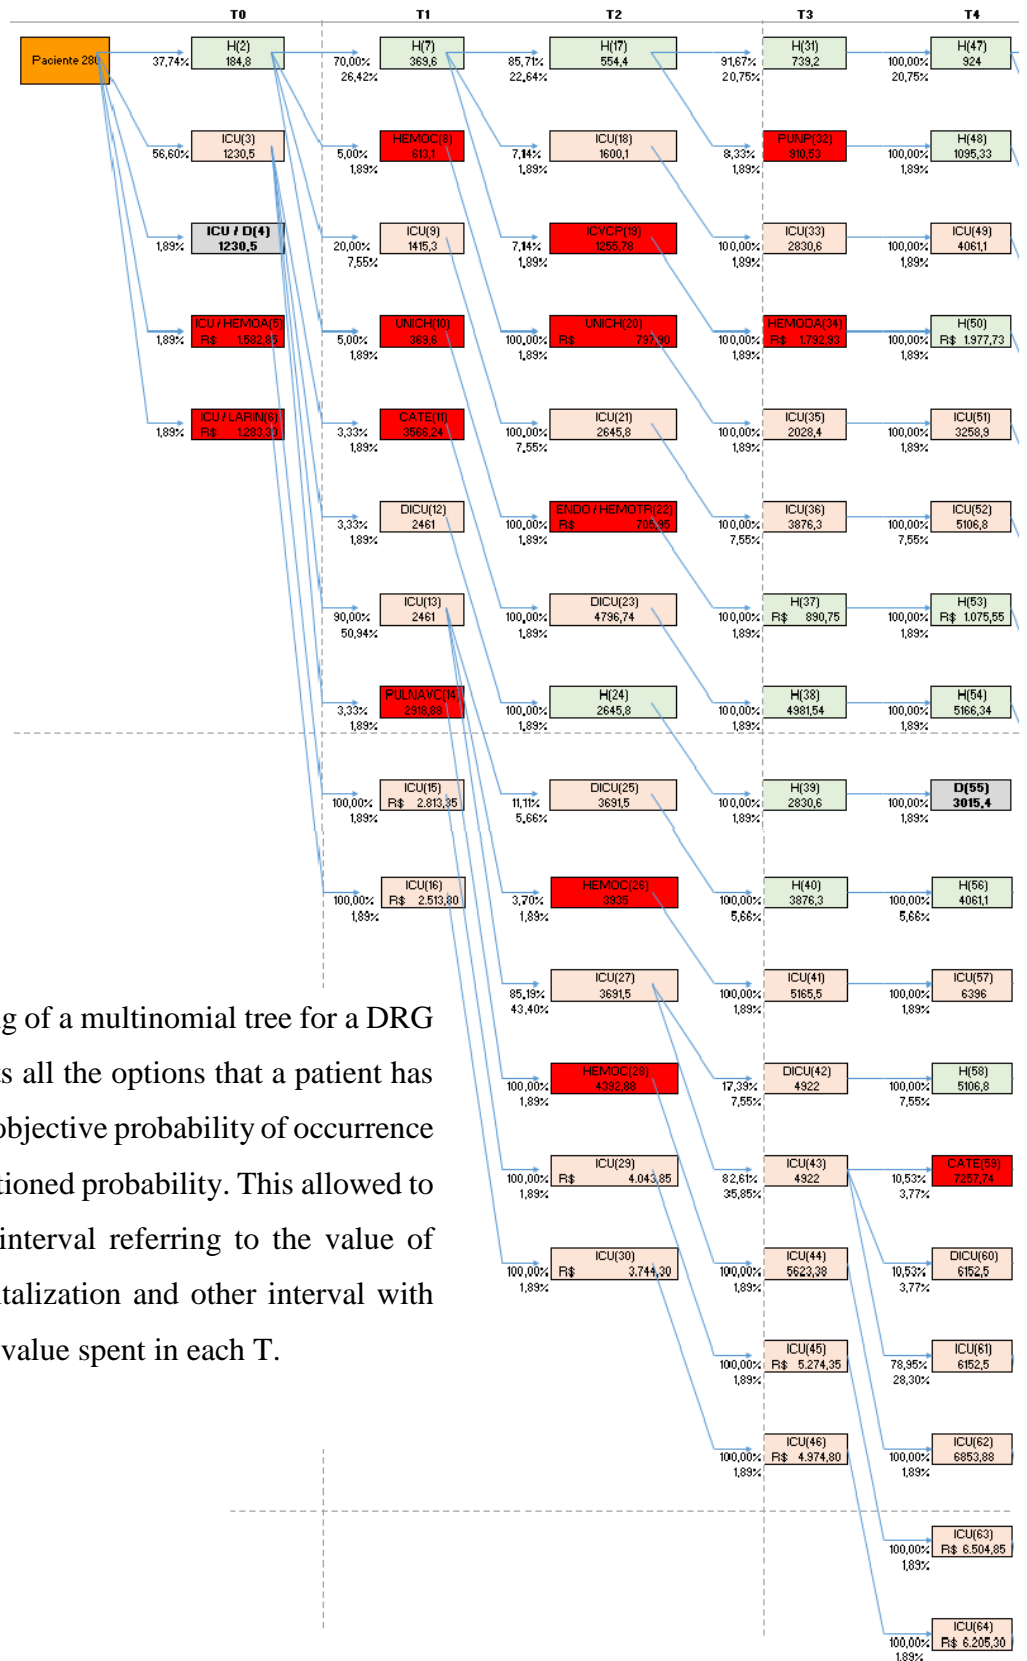 T0 T1 T2 T3 T4
Paciente 280
H(2)
184,8
37,74%
H(7)
369,6
70,00%
26,42%
H(17)
554,4
85,71%
22,64%
H(31)
739,2
91,67%
20,75%
H(47)
924
100,00%
20,75%
ICU(3)
1230,5
56,60%
HEMOC(8)
613,1
5,00%
1,89%
ICU(18)
1600,1
7,14%
1,89%
PUNP(32)
910,53
8,33%
1,89%
H(48)
1095,33
100,00%
1,89%
ICU / D(4)
1230,5
1,89%
ICU(9)
1415,3
20,00%
7,55%
ICVCP(19)
1255,78
7,14%
1,89%
ICU(33)
2830,6
100,00%
1,89%
ICU(49)
4061,1
100,00%
1,89%
ICU / HEMOA(5)
R$ 1.582,85
1,89%
UNICH(10)
369,6
5,00%
1,89%
UNICH(20)
R$ 797,90
100,00%
1,89%
HEMODA(34)
R$ 1.792,93
100,00%
1,89%
H(50)
R$ 1.977,73
100,00%
1,89%
ICU / LARIN(6)
R$ 1.283,30
1,89%
CATE(11)
3566,24
3,33%
1,89%
ICU(21)
2645,8
100,00%
7,55%
ICU(35)
2028,4
100,00%
1,89%
ICU(51)
3258,9
100,00%
1,89%
DICU(12)
2461
3,33%
1,89%
ENDO / HEMOTR(22)
R$ 705,95
100,00%
1,89%
ICU(36)
3876,3
100,00%
7,55%
ICU(52)
5106,8
100,00%
7,55%
ICU(13)
2461
90,00%
50,94%
DICU(23)
4796,74
100,00%
1,89%
H(37)
R$ 890,75
100,00%
1,89%
H(53)
R$ 1.075,55
100,00%
1,89%
PULNAVC(14)
2918,88
3,33%
1,89%
H(24)
2645,8
100,00%
1,89%
H(38)
4981,54
100,00%
1,89%
H(54)
5166,34
100,00%
1,89%
ICU(15)
R$ 2.813,35
100,00%
1,89%
DICU(25)
3691,5
11,11%
5,66%
H(39)
2830,6
100,00%
1,89%
D(55)
3015,4
100,00%
1,89%
ICU(16)
R$ 2.513,80
100,00%
1,89%
HEMOC(26)
3935
3,70%
1,89%
H(40)
3876,3
100,00%
5,66%
H(56)
4061,1
100,00%
5,66%
ICU(27)
3691,5
85,19%
43,40%
ICU(41)
5165,5
100,00%
1,89%
ICU(57)
6396
100,00%
1,89%
HEMOC(28)
4392,88
100,00%
1,89%
DICU(42)
4922
17,39%
7,55%
H(58)
5106,8
100,00%
7,55%
ICU(29)
R$ 4.043,85
100,00%
1,89%
ICU(43)
4922
82,61%
35,85%
CATE(59)
7257,74
10,53%
3,77%
ICU(30)
R$ 3.744,30
100,00%
1,89%
ICU(44)
5623,38
100,00%
1,89%
DICU(60)
6152,5
10,53%
3,77%
ICU(45)
R$ 5.274,35
100,00%
1,89%
ICU(61)
6152,5
78,95%
28,30%
ICU(46)
R$ 4.974,80
100,00%
1,89%
ICU(62)
6853,88
100,00%
1,89%
ICU(63)
R$ 6.504,85
100,00%
1,89%
ICU(64)
R$ 6.205,30
100,00%
1,89%
g of a multinomial tree for a DRG
ts all the options that a patient has
objective probability of occurrence
tioned probability. This allowed to
interval referring to the value of
talization and other interval with
value spent in each T.